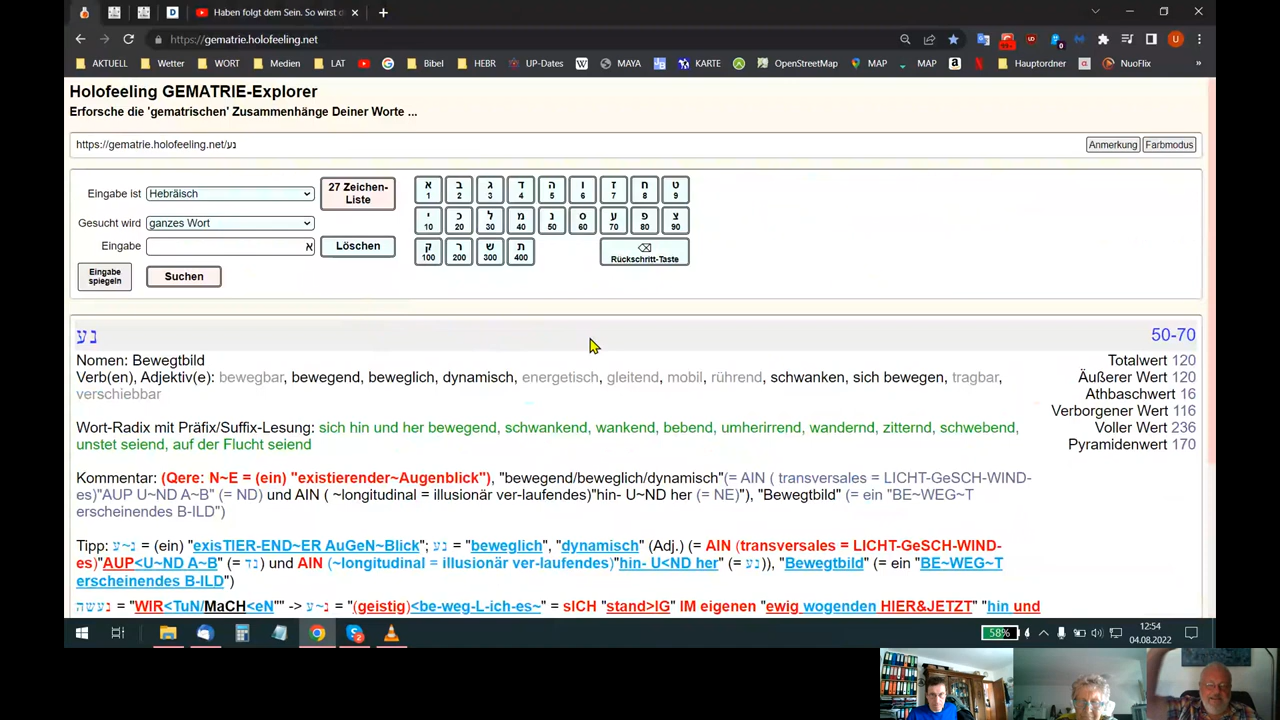 Haben folgt dem Sein. So wirst d
https://gematrie.holofeeling.net
AKTUELL Wetter WORT Medien LAT Bibel HEBR UP-Dates MAYA KARTE OpenStreetMap MAP MAP Hauptordner NuoFlix »
Holofeeling GEMATRIE-Explorer
Erforsche die 'gematrischen' Zusammenhänge Deiner Worte ...
https://gematrie.holofeeling.net/נע
Anmerkung Farbmodus
Eingabe ist Hebräisch
27 Zeichen-Liste
Gesucht wird ganzes Wort
Eingabe א Löschen
Eingabe spiegeln Suchen
א ב ג ד ה ו ז ח ט
1 2 3 4 5 6 7 8 9
י כ ל מ נ ס ע פ צ
10 20 30 40 50 60 70 80 90
ק ר ש ת ⌫
100 200 300 400 Rückschritt-Taste
נע 50-70
Nomen: Bewegtbild
Totalwert 120
Verb(en), Adjektiv(e): bewegbar, bewegend, beweglich, dynamisch, energetisch, gleitend, mobil, rührend, schwanken, sich bewegen, tragbar,
Äußerer Wert 120
verschiebbar
Athbaschwert 16
Verborgener Wert 116
Wort-Radix mit Präfix/Suffix-Lesung: sich hin und her bewegend, schwankend, wankend, bebend, umherirrend, wandernd, zitternd, schwebend,
Voller Wert 236
unstet seiend, auf der Flucht seiend
Pyramidenwert 170
Kommentar: (Qere: N~E = (ein) "existierender~Augenblick"), "bewegend/beweglich/dynamisch"(= AIN ( transversales = LICHT-GeSCH-WIND-
es)"AUP U~ND A~B" (= ND) und AIN ( ~longitudinal = illusionär ver-laufendes)"hin- U~ND her (= NE)"), "Bewegtbild" (= ein "BE~WEG~T
erscheinendes B-ILD")
Tipp: נ~ע = (ein) "exisTIER-END~ER AuGeN~Blick"; נע = "beweglich", "dynamisch" (Adj.) (= AIN (transversales = LICHT-GeSCH-WIND-
es)"AUP<U~ND A~B" (= נד) und AIN (~longitudinal = illusionär ver-laufendes)"hin- U<ND her (= נע)), "Bewegtbild" (= ein "BE~WEG~T
erscheinendes B-ILD")
נעשה = "WIR<TuN/MaCH<eN"" -> נ~ע = "(geistig)<be-weg-L-ich-es~" = sICH "stand>IG" IM eigenen "ewig wogenden HIER&JETZT" "hin und
58%
12:54
04.08.2022